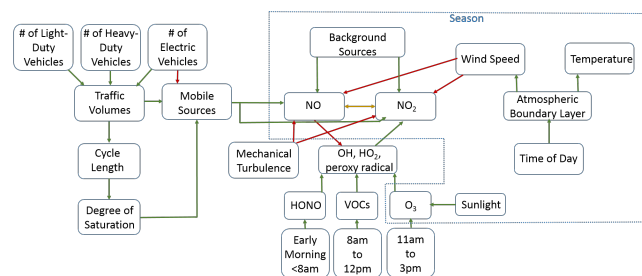 Season
# of Light-
Duty
Vehicles
# of Heavy-
Duty
Vehicles
# of
Electric
Vehicles
Background
Sources
Wind Speed
Temperature
Traffic
Volumes
Mobile
Sources
NO
NO2
Atmospheric
Boundary Layer
Cycle
Length
Mechanical
Turbulence
OH, HO2,
peroxy radical
Time of Day
Degree of
Saturation
HONO
VOCs
O3
Sunlight
Early
Morning
<8am
8am
to
12pm
11am
to
3pm